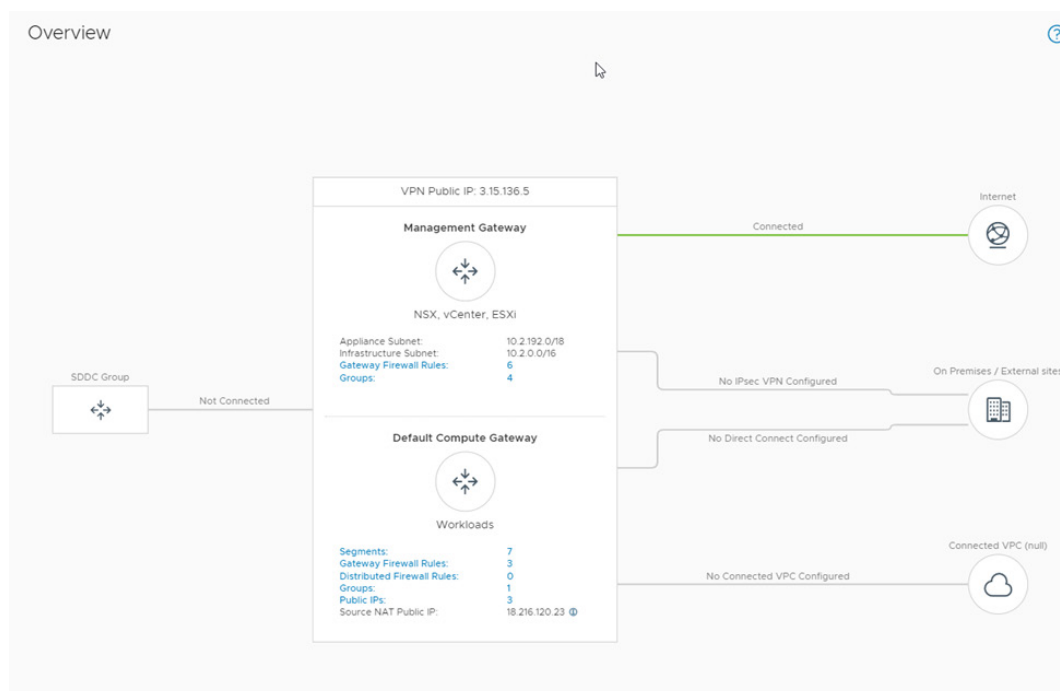 Overview
VPN Public IP: 3.15.136.5
Management Gateway
NSX, vCenter, ESXi
Appliance Subnet: 10.2.192.0/18
Infrastructure Subnet: 10.2.0.0/16
Gateway Firewall Rules: 6
Groups: 4
Default Compute Gateway
Workloads
Segments: 7
Gateway Firewall Rules: 3
Distributed Firewall Rules: 0
Groups: 1
Public IPs: 3
Source NAT Public IP: 18.216.120.23
SDDC Group
Not Connected
Connected
Internet
No IPsec VPN Configured
On Premises / External sites
No Direct Connect Configured
Connected VPC (null)
No Connected VPC Configured